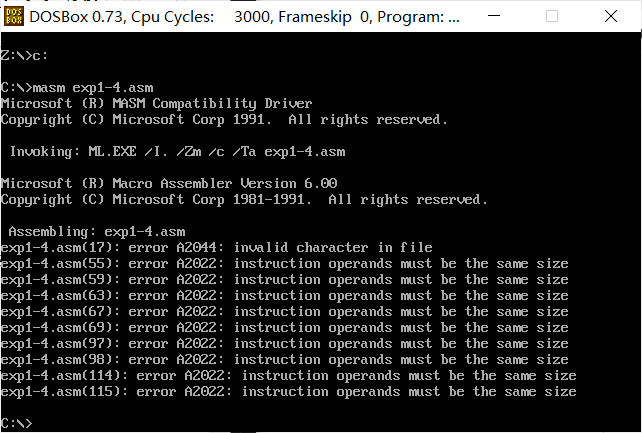 DOSBox 0.73, Cpu Cycles: 3000, Frameskip 0, Program: ...
Z:\>c:
C:\>masm exp1-4.asm
Microsoft (R) MASM Compatibility Driver
Copyright (C) Microsoft Corp 1991. All rights reserved.
Invoking: ML.EXE /I. /Zm /c /Ta exp1-4.asm
Microsoft (R) Macro Assembler Version 6.00
Copyright (C) Microsoft Corp 1981-1991. All rights reserved.
Assembling: exp1-4.asm
exp1-4.asm(17): error A2044: invalid character in file
exp1-4.asm(55): error A2022: instruction operands must be the same size
exp1-4.asm(59): error A2022: instruction operands must be the same size
exp1-4.asm(63): error A2022: instruction operands must be the same size
exp1-4.asm(67): error A2022: instruction operands must be the same size
exp1-4.asm(69): error A2022: instruction operands must be the same size
exp1-4.asm(97): error A2022: instruction operands must be the same size
exp1-4.asm(98): error A2022: instruction operands must be the same size
exp1-4.asm(114): error A2022: instruction operands must be the same size
exp1-4.asm(115): error A2022: instruction operands must be the same size
C:\>